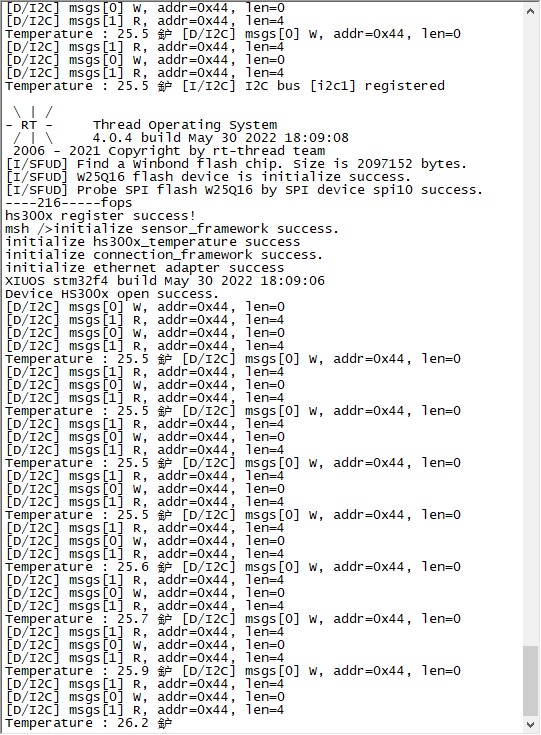 [D/I2C] msgs[0] W, addr=0x44, len=0
[D/I2C] msgs[1] R, addr=0x44, len=4
Temperature : 25.5 鈩 [D/I2C] msgs[0] W, addr=0x44, len=0
[D/I2C] msgs[1] R, addr=0x44, len=4
[D/I2C] msgs[0] W, addr=0x44, len=0
[D/I2C] msgs[1] R, addr=0x44, len=4
Temperature : 25.5 鈩 [I/I2C] I2C bus [i2c1] registered
\ | /
- RT -     Thread Operating System
/ | \     4.0.4 build May 30 2022 18:09:08
2006 - 2021 Copyright by rt-thread team
[I/SFUD] Find a Winbond flash chip. Size is 2097152 bytes.
[I/SFUD] W25Q16 flash device is initialize success.
[I/SFUD] Probe SPI flash W25Q16 by SPI device spi10 success.
----216-----fops
hs300x register success!
msh />initialize sensor_framework success.
initialize hs300x_temperature success
initialize connection_framework success.
initialize ethernet adapter success
XIUOS stm32f4 build May 30 2022 18:09:06
Device HS300x open success.
[D/I2C] msgs[0] W, addr=0x44, len=0
[D/I2C] msgs[1] R, addr=0x44, len=4
[D/I2C] msgs[0] W, addr=0x44, len=0
[D/I2C] msgs[1] R, addr=0x44, len=4
Temperature : 25.5 鈩 [D/I2C] msgs[0] W, addr=0x44, len=0
[D/I2C] msgs[1] R, addr=0x44, len=4
[D/I2C] msgs[0] W, addr=0x44, len=0
[D/I2C] msgs[1] R, addr=0x44, len=4
Temperature : 25.5 鈩 [D/I2C] msgs[0] W, addr=0x44, len=0
[D/I2C] msgs[1] R, addr=0x44, len=4
[D/I2C] msgs[0] W, addr=0x44, len=0
[D/I2C] msgs[1] R, addr=0x44, len=4
Temperature : 25.5 鈩 [D/I2C] msgs[0] W, addr=0x44, len=0
[D/I2C] msgs[1] R, addr=0x44, len=4
[D/I2C] msgs[0] W, addr=0x44, len=0
[D/I2C] msgs[1] R, addr=0x44, len=4
Temperature : 25.5 鈩 [D/I2C] msgs[0] W, addr=0x44, len=0
[D/I2C] msgs[1] R, addr=0x44, len=4
[D/I2C] msgs[0] W, addr=0x44, len=0
[D/I2C] msgs[1] R, addr=0x44, len=4
Temperature : 25.6 鈩 [D/I2C] msgs[0] W, addr=0x44, len=0
[D/I2C] msgs[1] R, addr=0x44, len=4
[D/I2C] msgs[0] W, addr=0x44, len=0
[D/I2C] msgs[1] R, addr=0x44, len=4
Temperature : 25.7 鈩 [D/I2C] msgs[0] W, addr=0x44, len=0
[D/I2C] msgs[1] R, addr=0x44, len=4
[D/I2C] msgs[0] W, addr=0x44, len=0
[D/I2C] msgs[1] R, addr=0x44, len=4
Temperature : 25.9 鈩 [D/I2C] msgs[0] W, addr=0x44, len=0
[D/I2C] msgs[1] R, addr=0x44, len=4
[D/I2C] msgs[0] W, addr=0x44, len=0
[D/I2C] msgs[1] R, addr=0x44, len=4
Temperature : 26.2 鈩